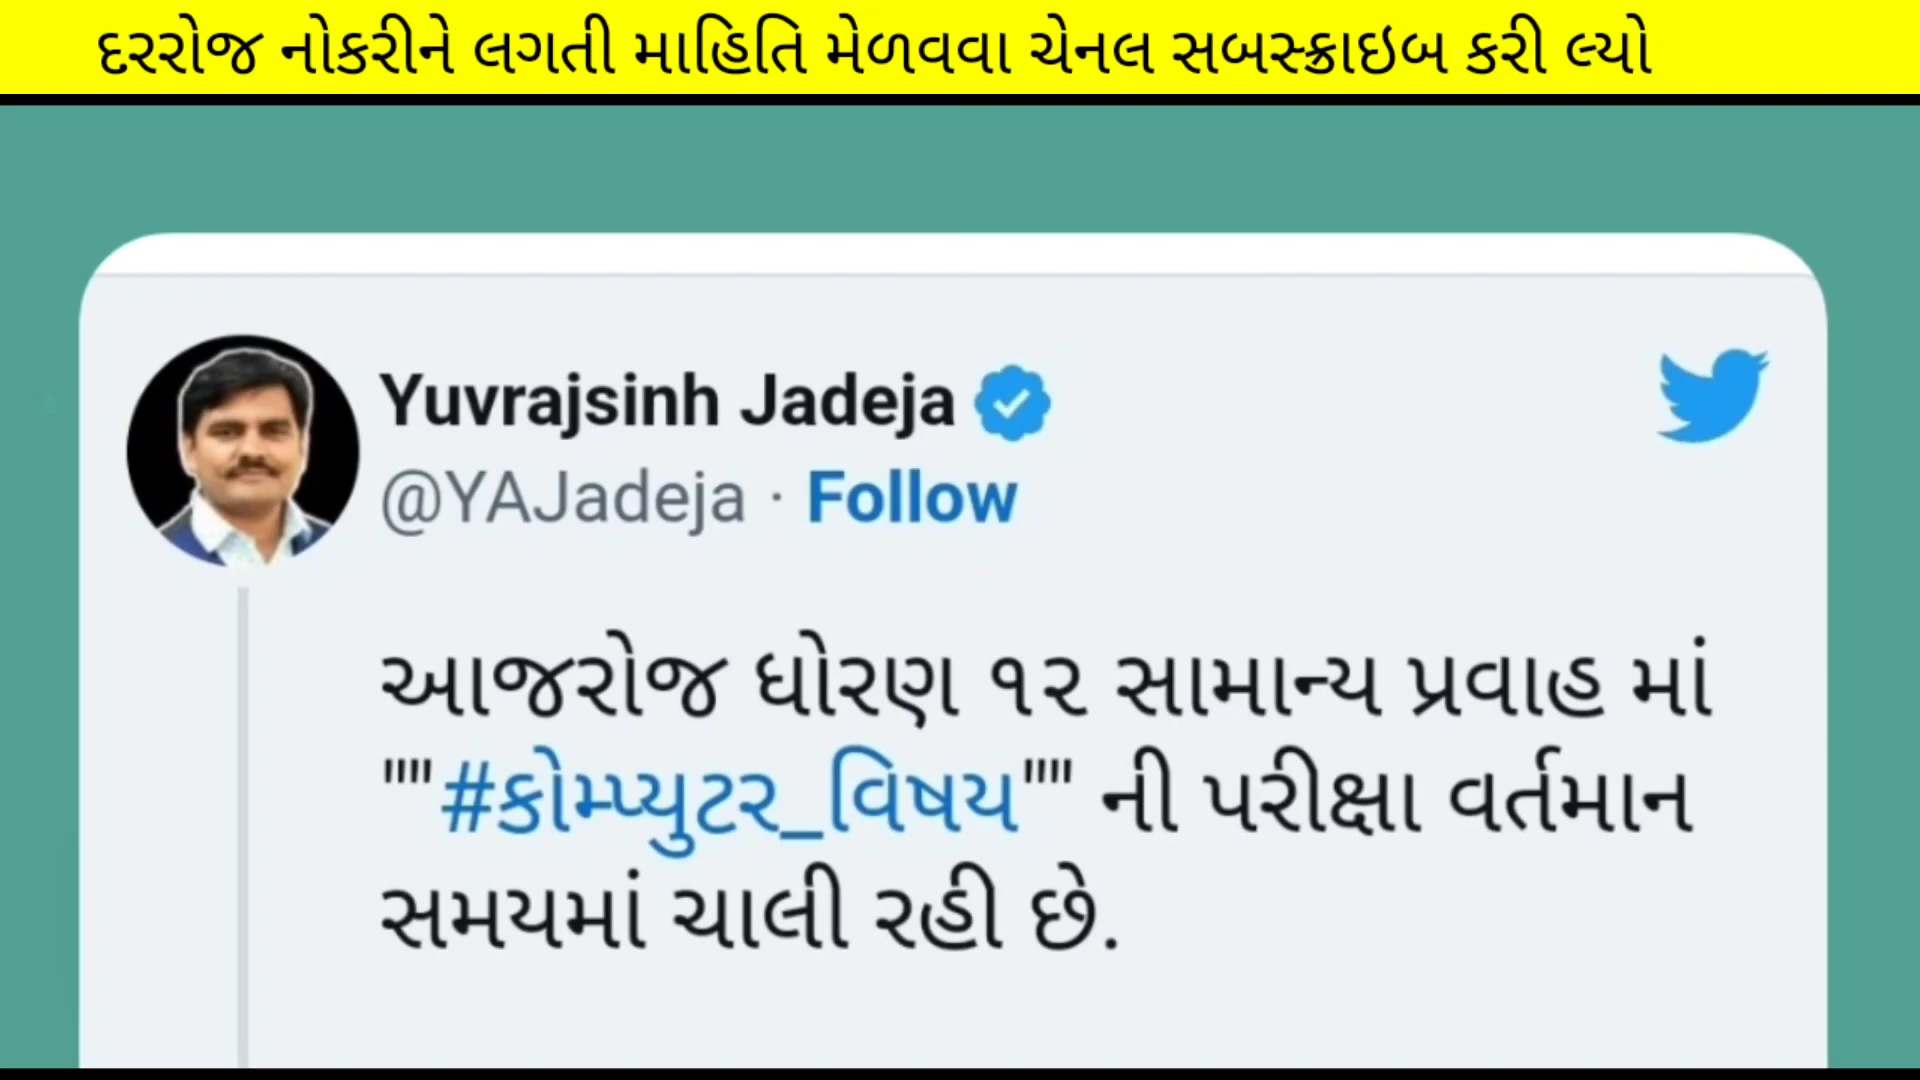 દરરોજ નોકરીને લગતી માહિતિ મેળવવા ચેનલ સબસ્ક્રાઇબ કરી લ્યો
Yuvrajsinh Jadeja
@YAJadeja · Follow
આજરોજ ધોરણ ૧૨ સામાન્ય પ્રવાહ માં
""#કોમ્પ્યુટર_વિષય"" ની પરીક્ષા વર્તમાન
સમયમાં ચાલી રહી છે.